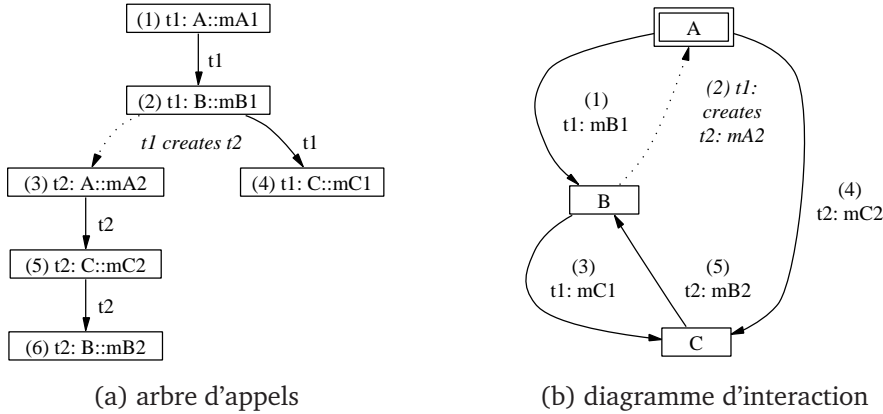 (1) t1: A::mA1
t1
(2) t1: B::mB1
t1 creates t2
t1
(3) t2: A::mA2
(4) t1: C::mC1
t2
(5) t2: C::mC2
t2
(6) t2: B::mB2
(a) arbre d'appels
A
(1)
t1: mB1
(2) t1:
creates
t2: mA2
B
(4)
t2: mC2
(3)
t1: mC1
(5)
t2: mB2
C
(b) diagramme d'interaction